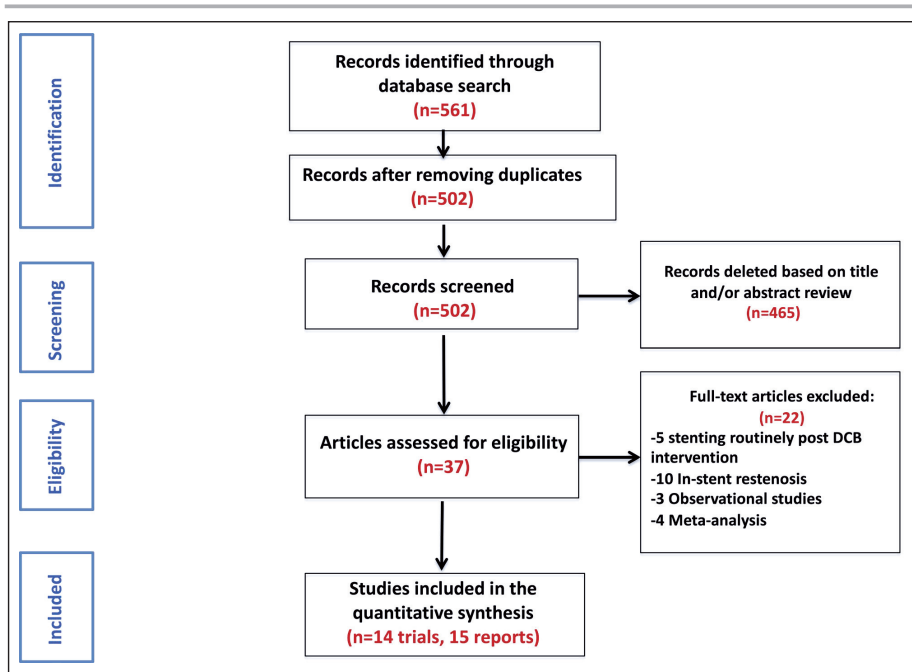 Identification
Records identified through
database search
(n=561)
Records after removing duplicates
(n=502)
Screening
Records screened
(n=502)
Records deleted based on title
and/or abstract review
(n=465)
Eligibility
Articles assessed for eligibility
(n=37)
Full-text articles excluded:
(n=22)
-5 stenting routinely post DCB
intervention
-10 In-stent restenosis
-3 Observational studies
-4 Meta-analysis
Included
Studies included in the
quantitative synthesis
(n=14 trials, 15 reports)